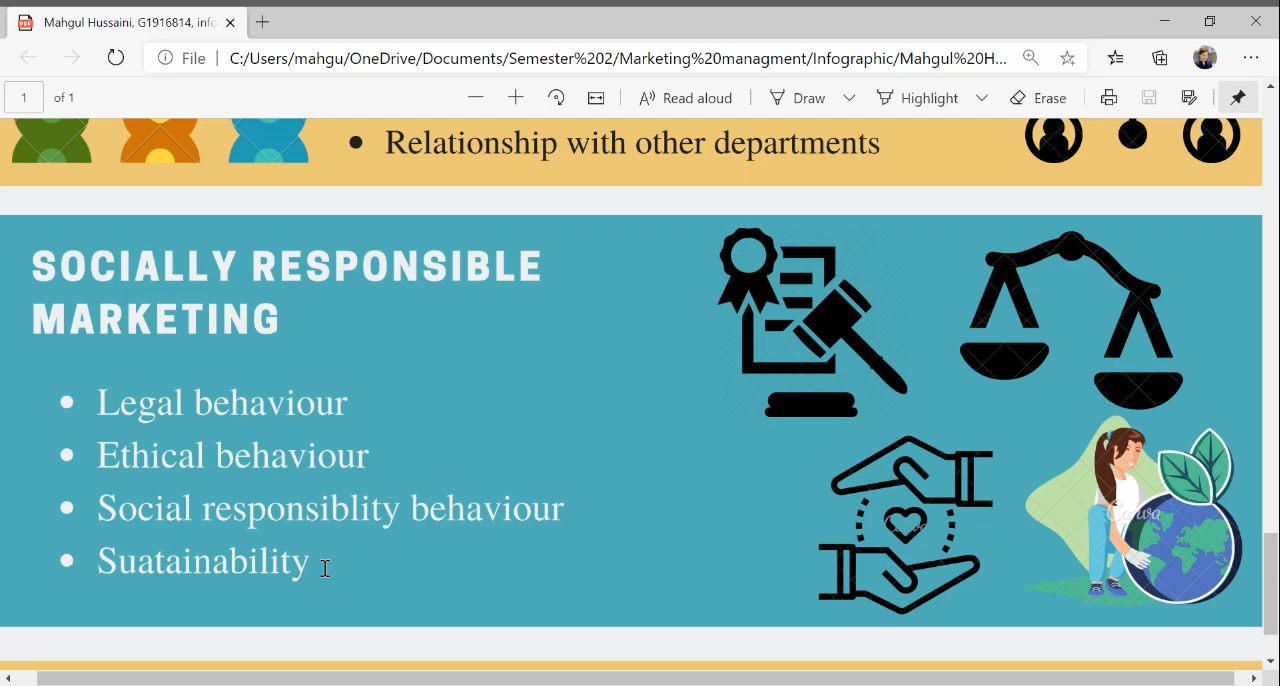 Mahgul Hussaini, G1916814, info
File
C:/Users/mahgu/OneDrive/Documents/Semester%202/Marketing%20managment/Infographic/Mahgul%20H...
1 of 1
Read aloud
Draw
Highlight
Erase
• Relationship with other departments
SOCIALLY RESPONSIBLE
MARKETING
• Legal behaviour
• Ethical behaviour
• Social responsiblity behaviour
• Suatainability
Canva
Canva